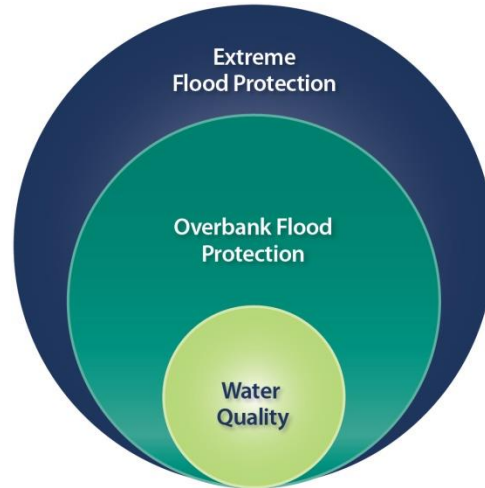 Extreme
Flood Protection
Overbank Flood
Protection
Water
Quality